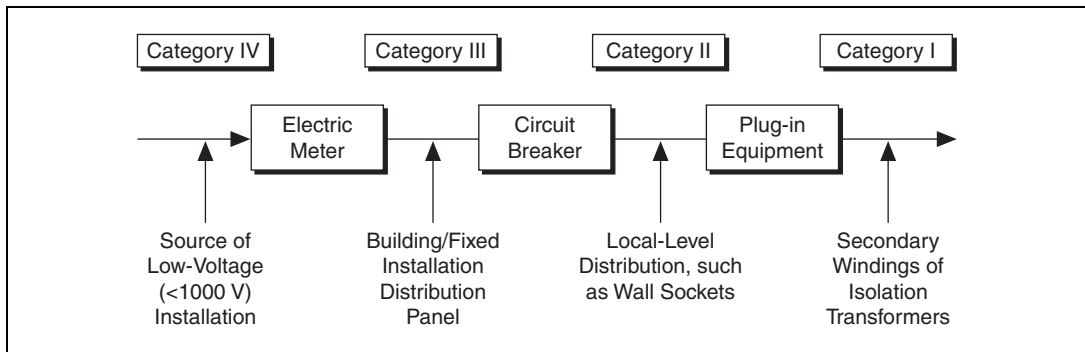 Category IV
Category III
Category II
Category I
Electric
Meter
Circuit
Breaker
Plug-in
Equipment
Source of
Low-Voltage
(<1000 V)
Installation
Building/Fixed
Installation
Distribution
Panel
Local-Level
Distribution, such
as Wall Sockets
Secondary
Windings of
Isolation
Transformers